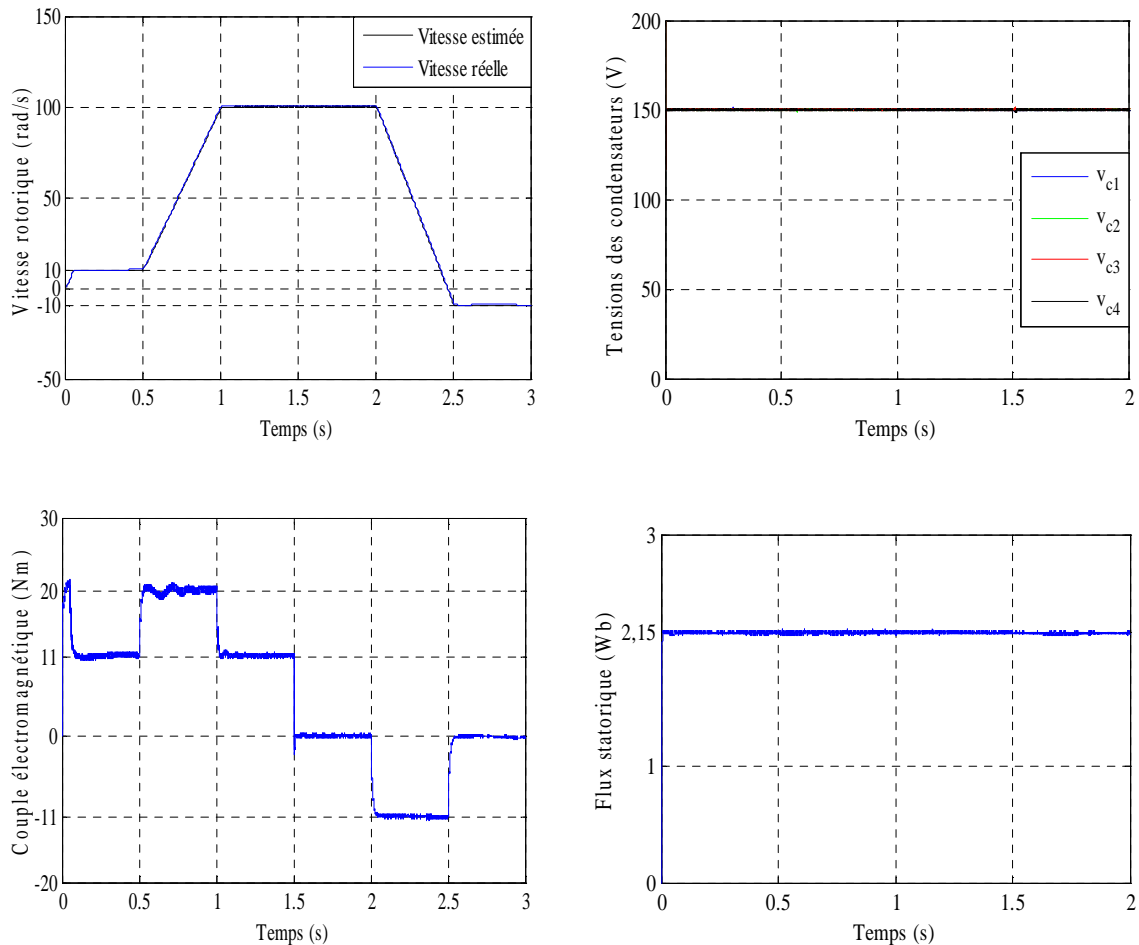 Vitesse rotorique (rad/s)
150
100
50
10
0
-10
-50
Vitesse estimée
Vitesse réelle
0 0.5 1 1.5 2 2.5 3
Temps (s)
Tensions des condensateurs (V)
200
150
100
50
0
vc1
vc2
vc3
vc4
0 0.5 1 1.5 2
Temps (s)
Couple électromagnétique (Nm)
30
20
11
0
-11
-20
0 0.5 1 1.5 2 2.5 3
Temps (s)
Flux statorique (Wb)
3
2,15
1
0
0 0.5 1 1.5 2
Temps (s)